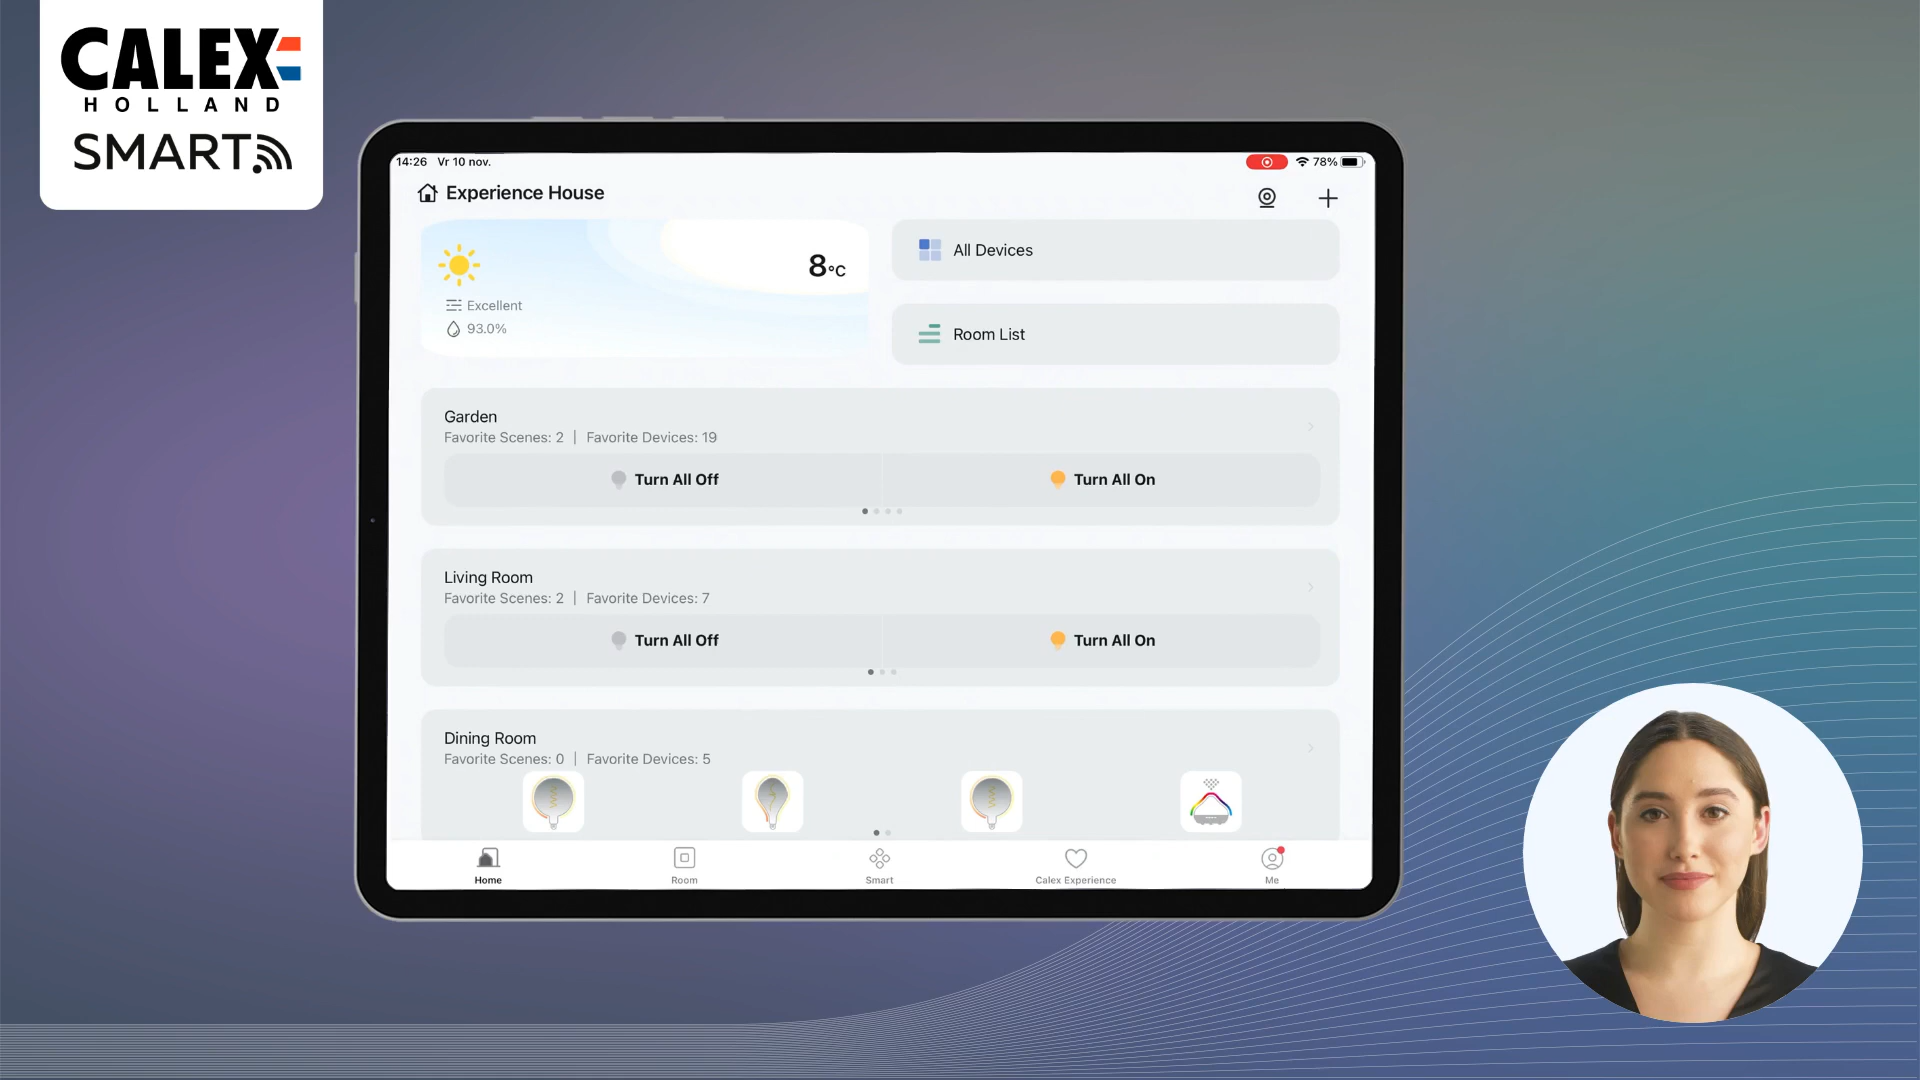 CALEX
HOLLAND
SMART
14:26 Vr 10 nov.
78%
Experience House
8°C
Excellent
93.0%
All Devices
Room List
Garden
Favorite Scenes: 2 | Favorite Devices: 19
Turn All Off
Turn All On
Living Room
Favorite Scenes: 2 | Favorite Devices: 7
Turn All Off
Turn All On
Dining Room
Favorite Scenes: 0 | Favorite Devices: 5
Home
Room
Smart
Calex Experience
Me